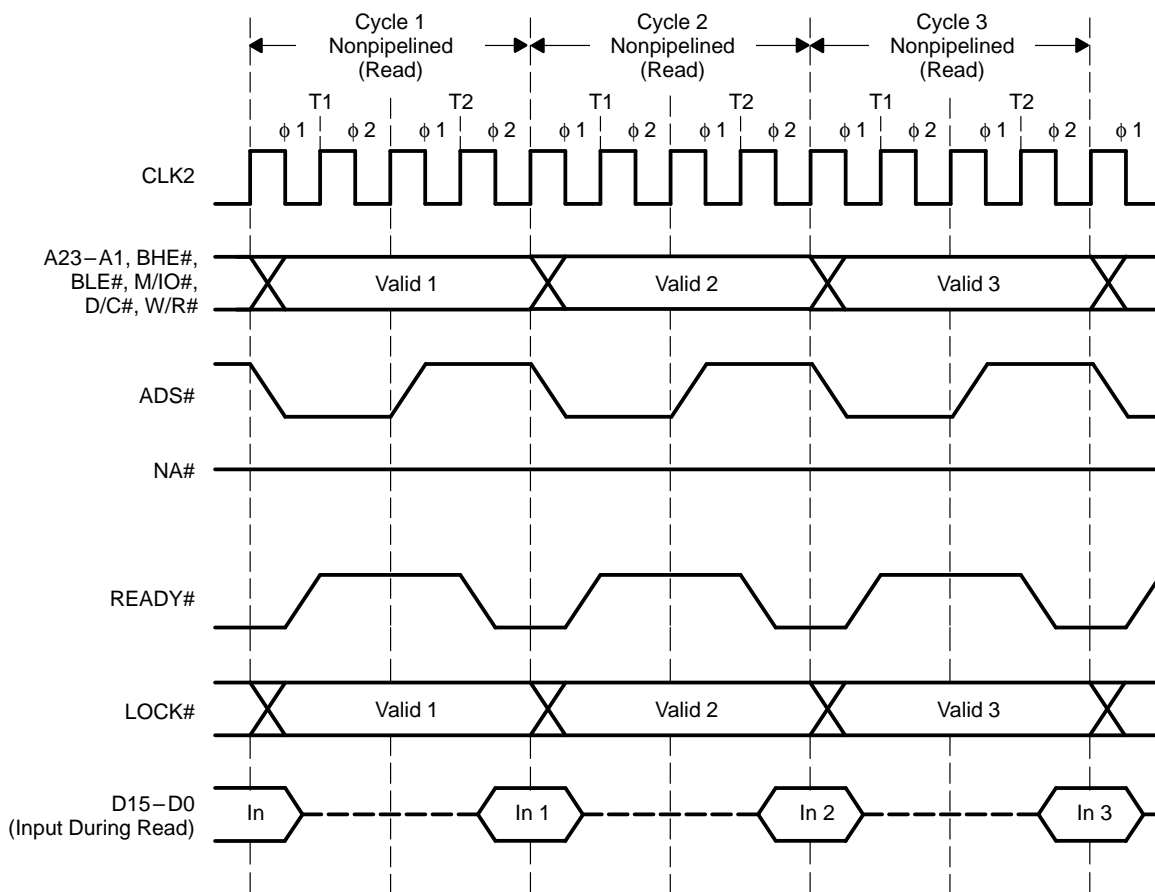 Cycle 1
Nonpipelined
(Read)
Cycle 2
Nonpipelined
(Read)
Cycle 3
Nonpipelined
(Read)
T1 T2 T1 T2 T1 T2
ϕ 1 ϕ 2 ϕ 1 ϕ 2 ϕ 1 ϕ 2 ϕ 1 ϕ 2 ϕ 1 ϕ 2 ϕ 1 ϕ 2 ϕ 1
CLK2
A23–A1, BHE#,
BLE#, M/IO#,
D/C#, W/R#
Valid 1 Valid 2 Valid 3
ADS#
NA#
READY#
LOCK# Valid 1 Valid 2 Valid 3
D15–D0
(Input During Read)
In In 1 In 2 In 3